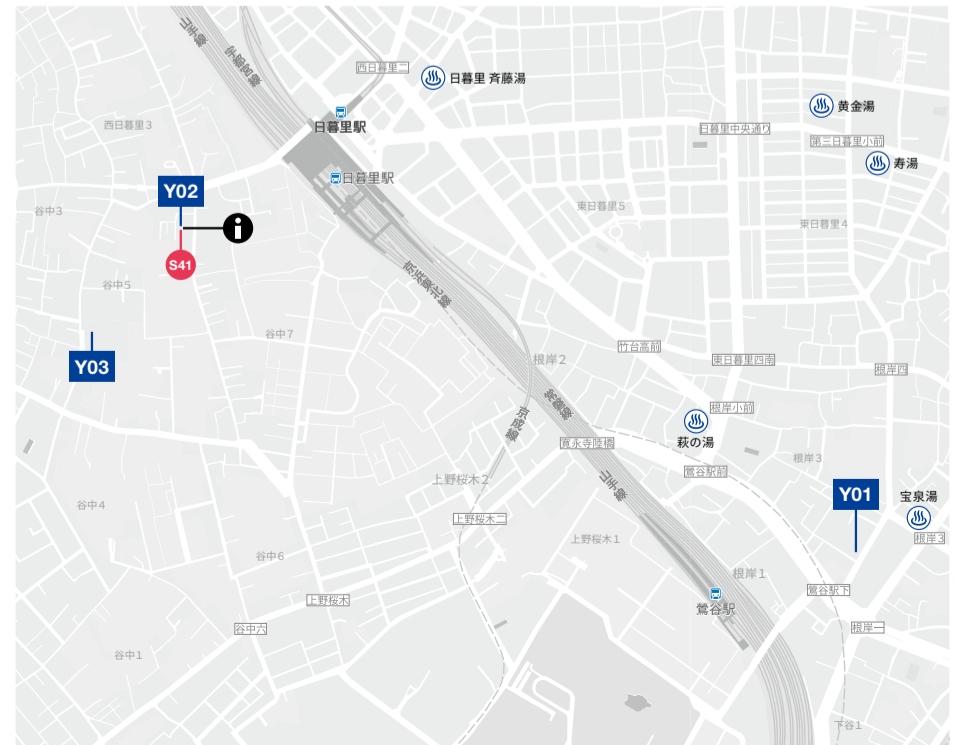 山手線
宇都宮線
西日暮里二
日暮里 斉藤湯
黄金湯
西日暮里3
日暮里駅
日暮里中央通り
第三日暮里小前
寿湯
日暮里駅
Y02
谷中3
東日暮里5
東日暮里4
S41
谷中5
京浜東北線
谷中7
竹台高前
根岸2
東日暮里四南
Y03
根岸四
常磐線
根岸小前
京成線
寛永寺陸橋
萩の湯
根岸3
鶯谷駅前
山手線
上野桜木2
Y01
宝泉湯
谷中4
上野桜木二
根岸3
上野桜木1
谷中6
根岸1
鶯谷駅下
上野桜木
鶯谷駅
谷中六
根岸一
谷中1
下谷1